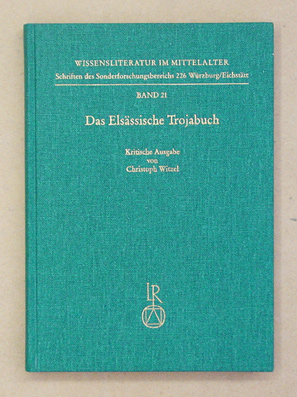 WISSENSLITERATUR IM MITTELALTER
Schriften des Sonderforschungsbereichs 226 Würzburg/Eichstätt
BAND 21
Das Elsässische Trojabuch
Kritische Ausgabe
von
Christoph Witzel
LR